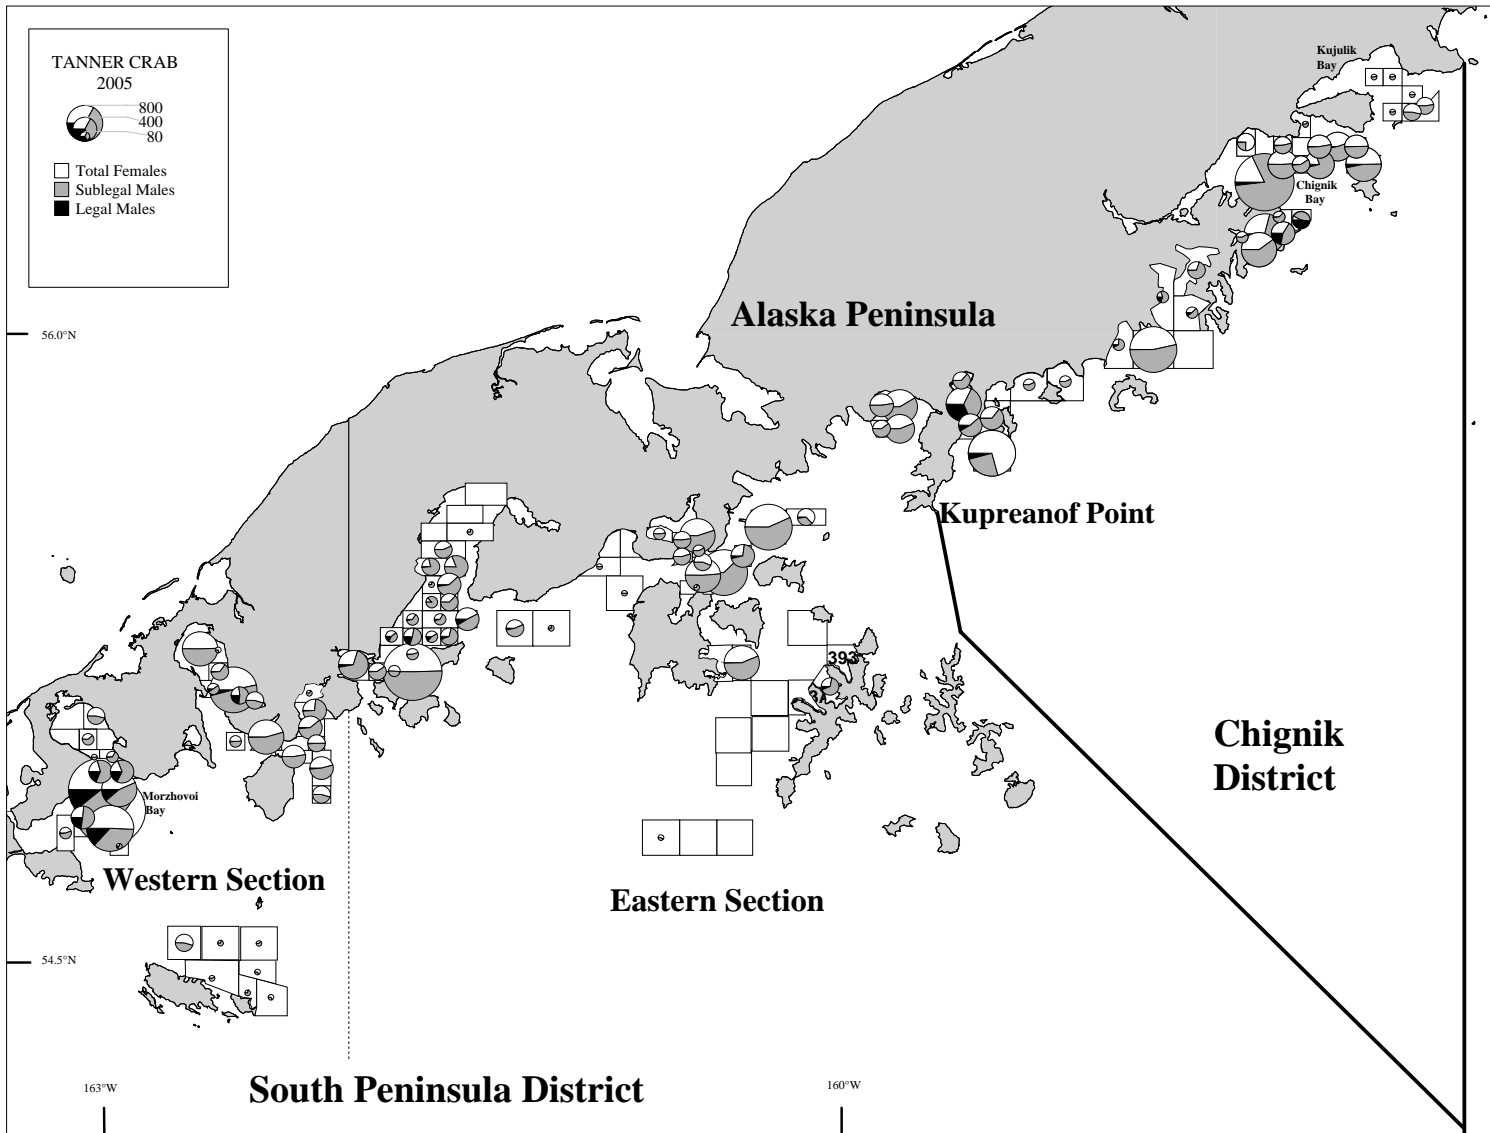 TANNER CRAB
2005
800
400
80
Total Females
Sublegal Males
Legal Males
Kujulik
Bay
Chignik
Bay
Alaska Peninsula
56.0°N
Kupreanof Point
393
Chignik
District
Morzhovoi
Bay
Western Section
Eastern Section
54.5°N
163°W
South Peninsula District
160°W